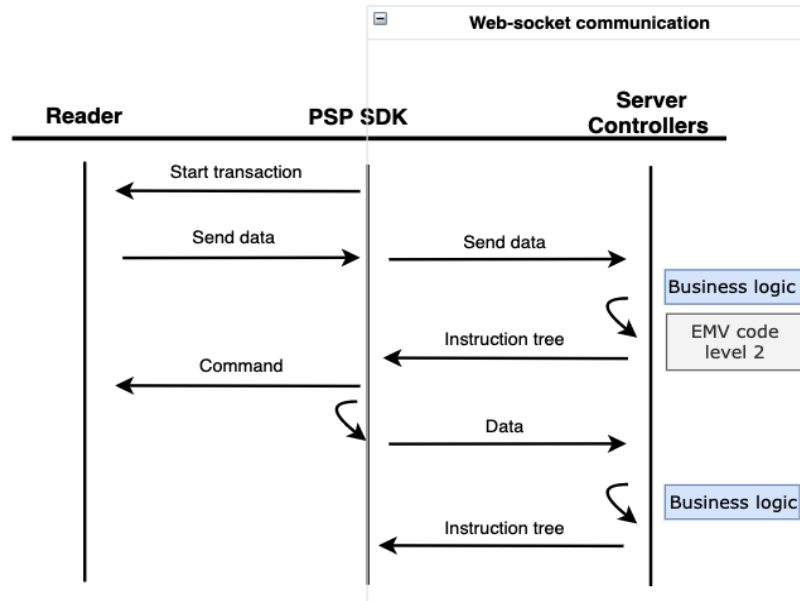 Web-socket communication
Reader
PSP SDK
Server
Controllers
Start transaction
Send data
Send data
Business logic
EMV code
level 2
Instruction tree
Command
Data
Business logic
Instruction tree